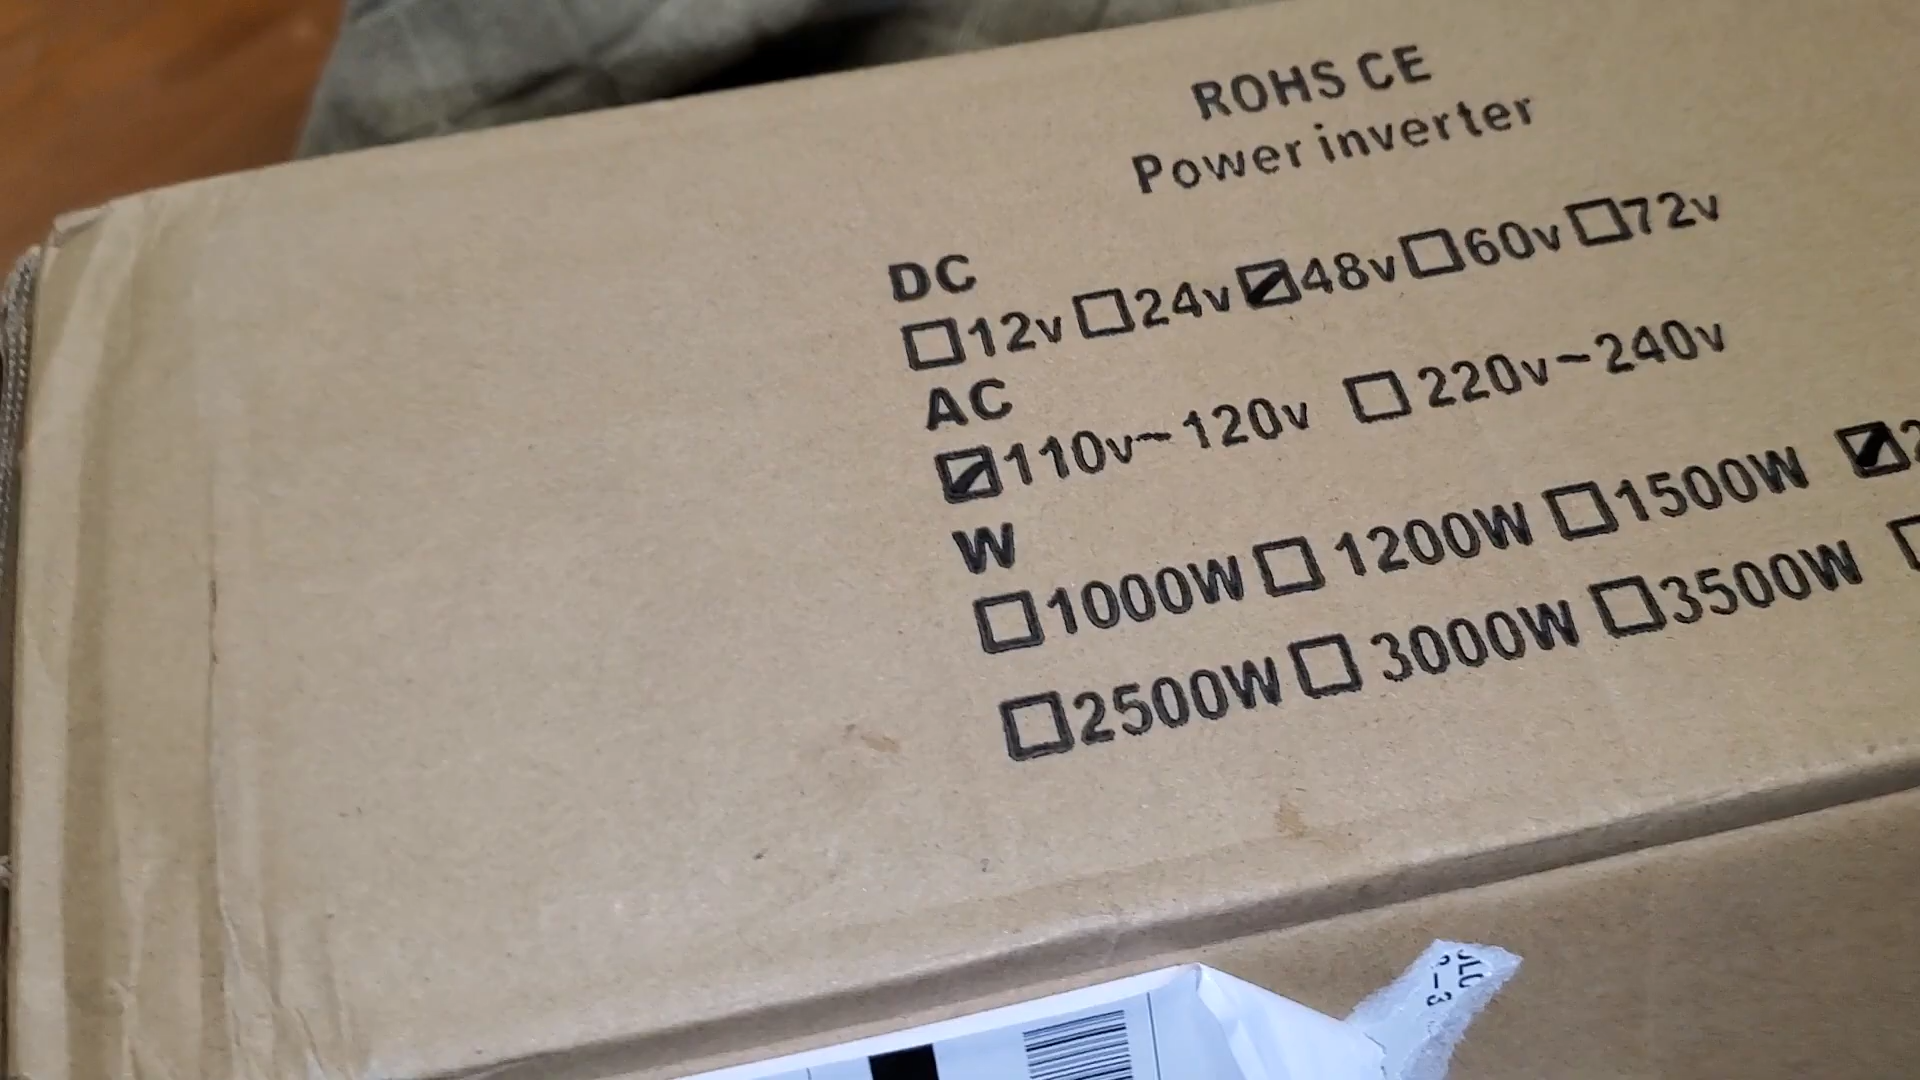 ROHS CE
Power inverter
DC
☐12v ☐24v ☑48v ☐60v ☐72v
AC
☑110v~120v ☐220v~240v
W
☐1000W ☐1200W ☐1500W ☑2
☐2500W ☐3000W ☐3500W ☐